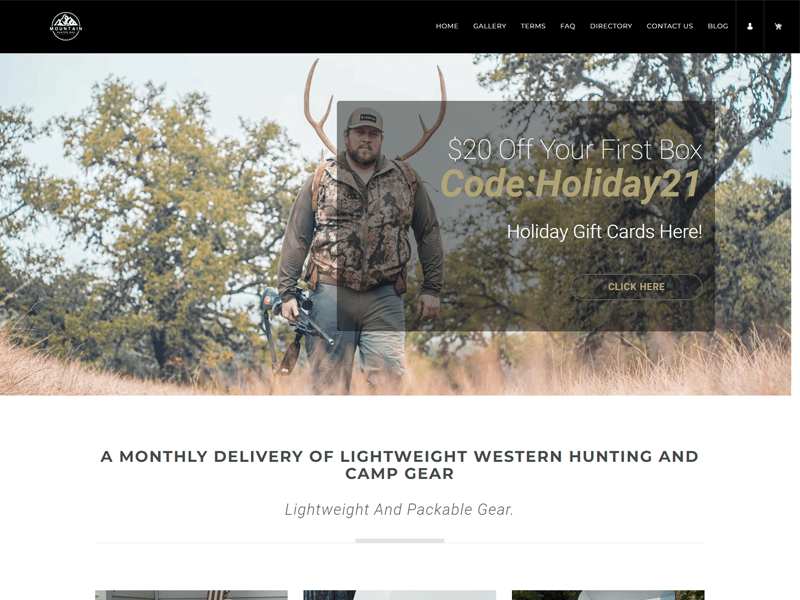 MOUNTAIN
HOME GALLERY TERMS FAQ DIRECTORY CONTACT US BLOG
$20 Off Your First Box
Code:Holiday21
Holiday Gift Cards Here!
CLICK HERE
A MONTHLY DELIVERY OF LIGHTWEIGHT WESTERN HUNTING AND
CAMP GEAR
Lightweight And Packable Gear.